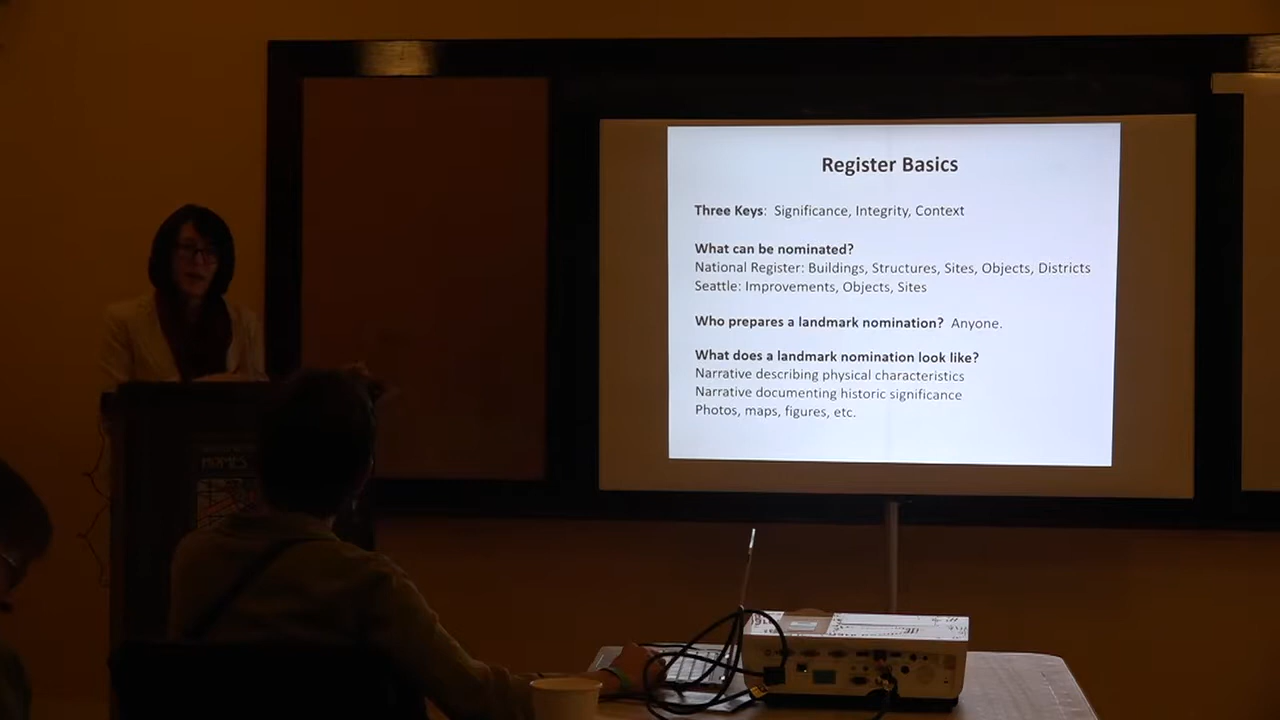 Register Basics
Three Keys: Significance, Integrity, Context
What can be nominated?
National Register: Buildings, Structures, Sites, Objects, Districts
Seattle: Improvements, Objects, Sites
Who prepares a landmark nomination? Anyone.
What does a landmark nomination look like?
Narrative describing physical characteristics
Narrative documenting historic significance
Photos, maps, figures, etc.